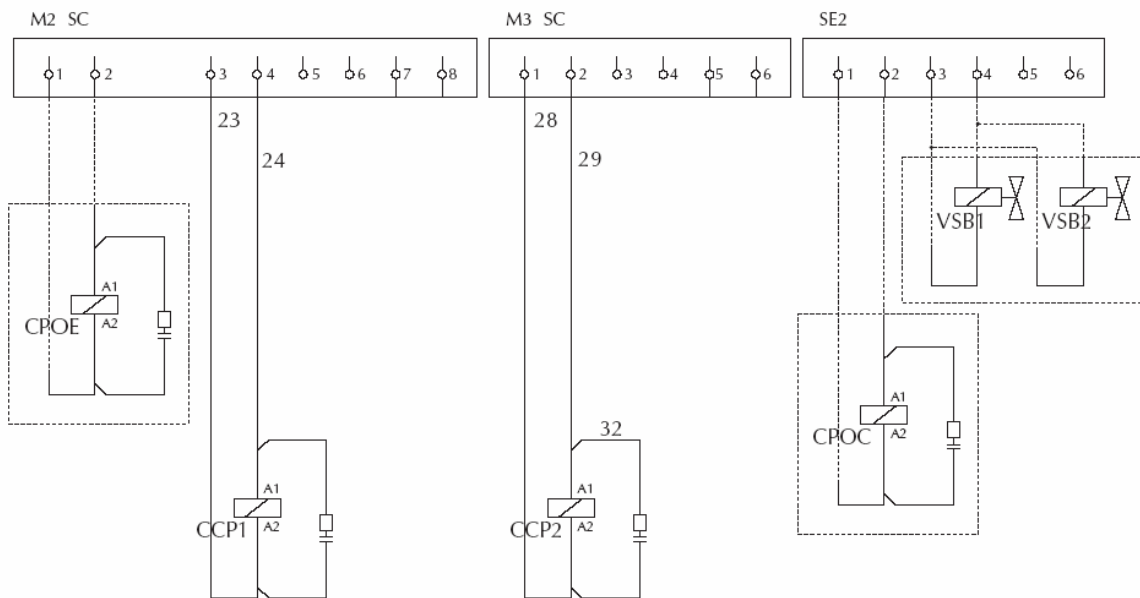 M2 SC
M3 SC
SE2
1 2 3 4 5 6 7 8
1 2 3 4 5 6
1 2 3 4 5 6
23
28
24
29
VSB1
VSB2
A1
CPOE
A2
A1
CPOC
A2
32
A1
CCP1
A2
A1
CCP2
A2